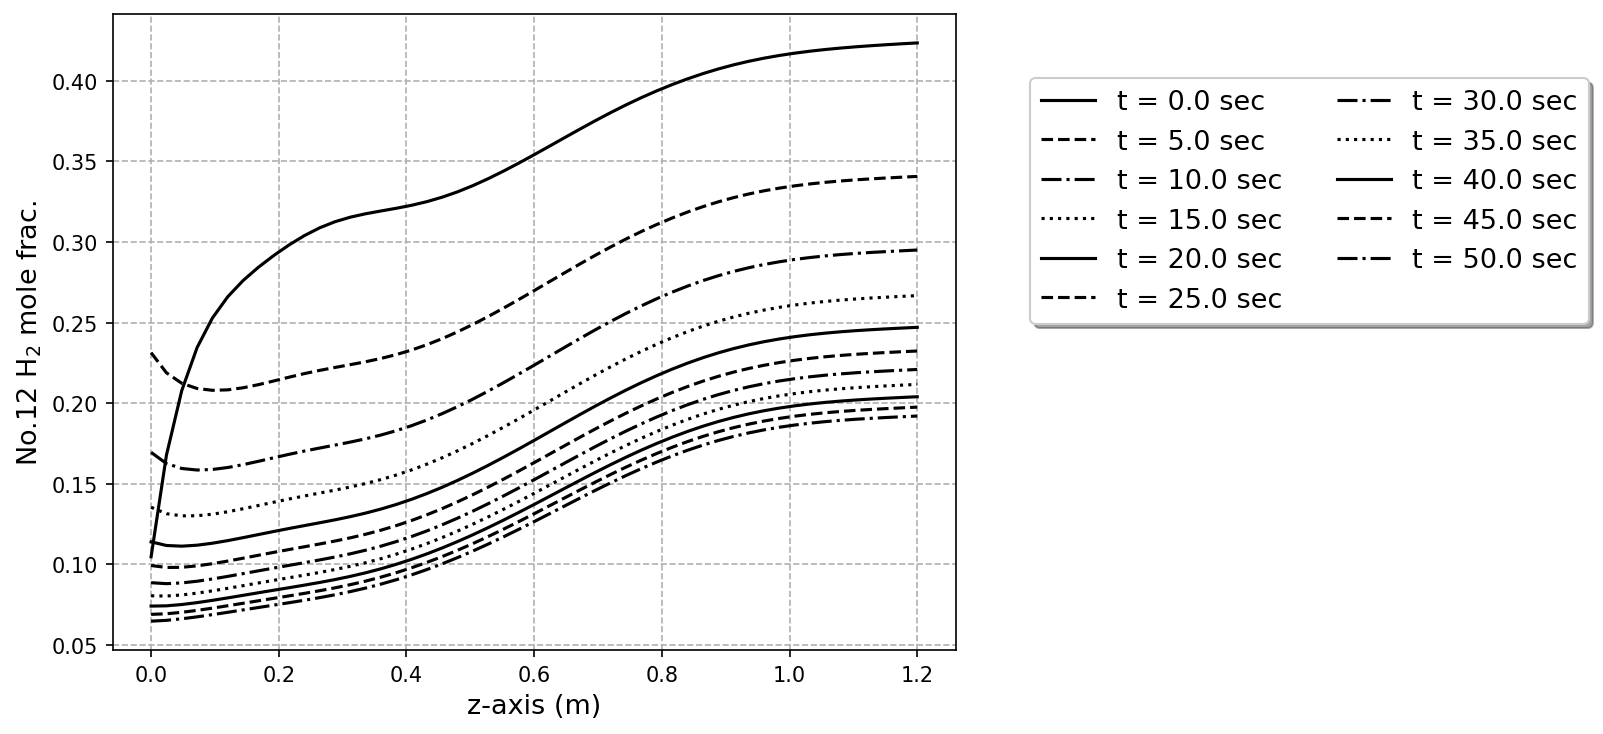 No.12 H₂ mole frac.
0.40
0.35
0.30
0.25
0.20
0.15
0.10
0.05
0.0 0.2 0.4 0.6 0.8 1.0 1.2
z-axis (m)
t = 0.0 sec
t = 5.0 sec
t = 10.0 sec
t = 15.0 sec
t = 20.0 sec
t = 25.0 sec
t = 30.0 sec
t = 35.0 sec
t = 40.0 sec
t = 45.0 sec
t = 50.0 sec